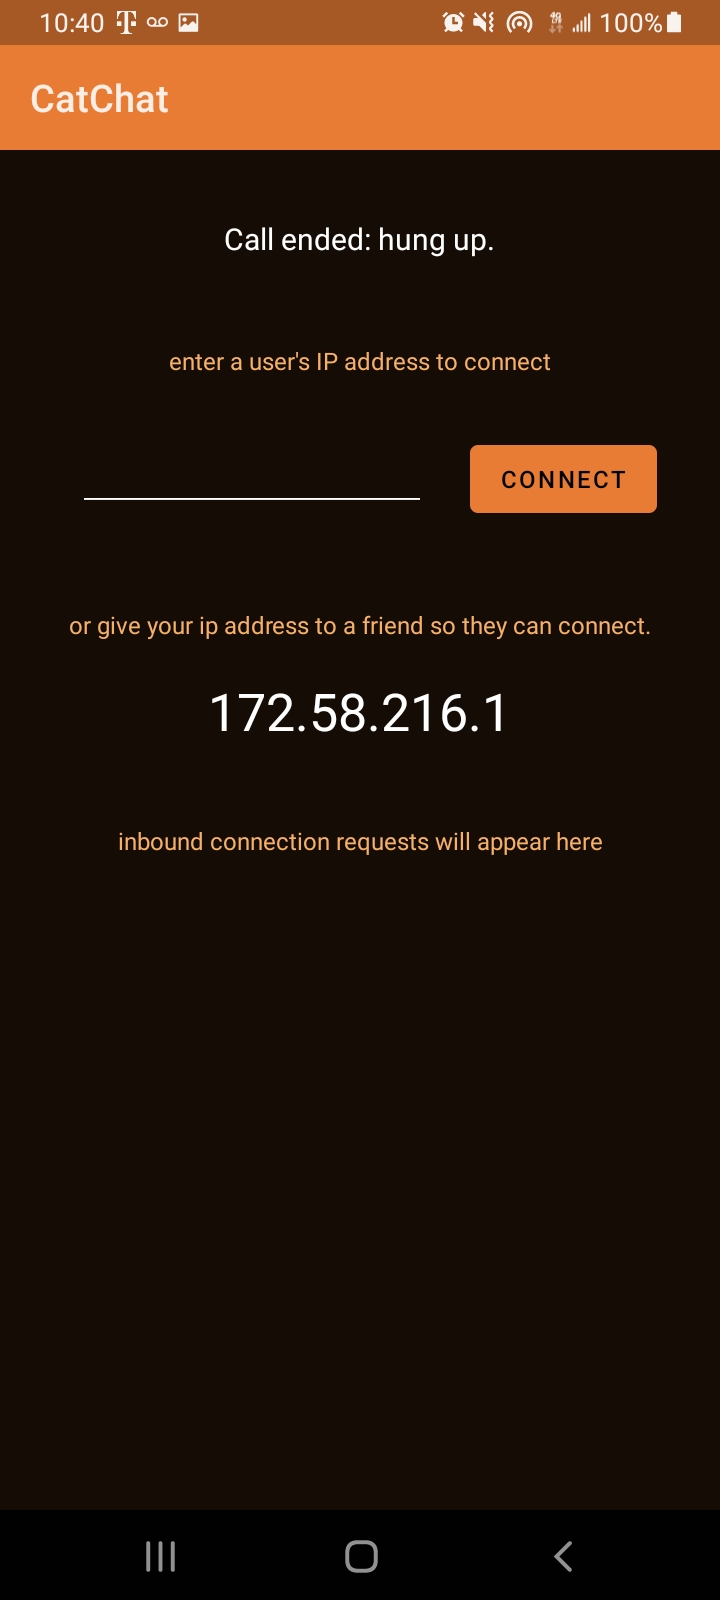 10:40
4G
100%
CatChat
Call ended: hung up.
enter a user's IP address to connect
CONNECT
or give your ip address to a friend so they can connect.
172.58.216.1
inbound connection requests will appear here